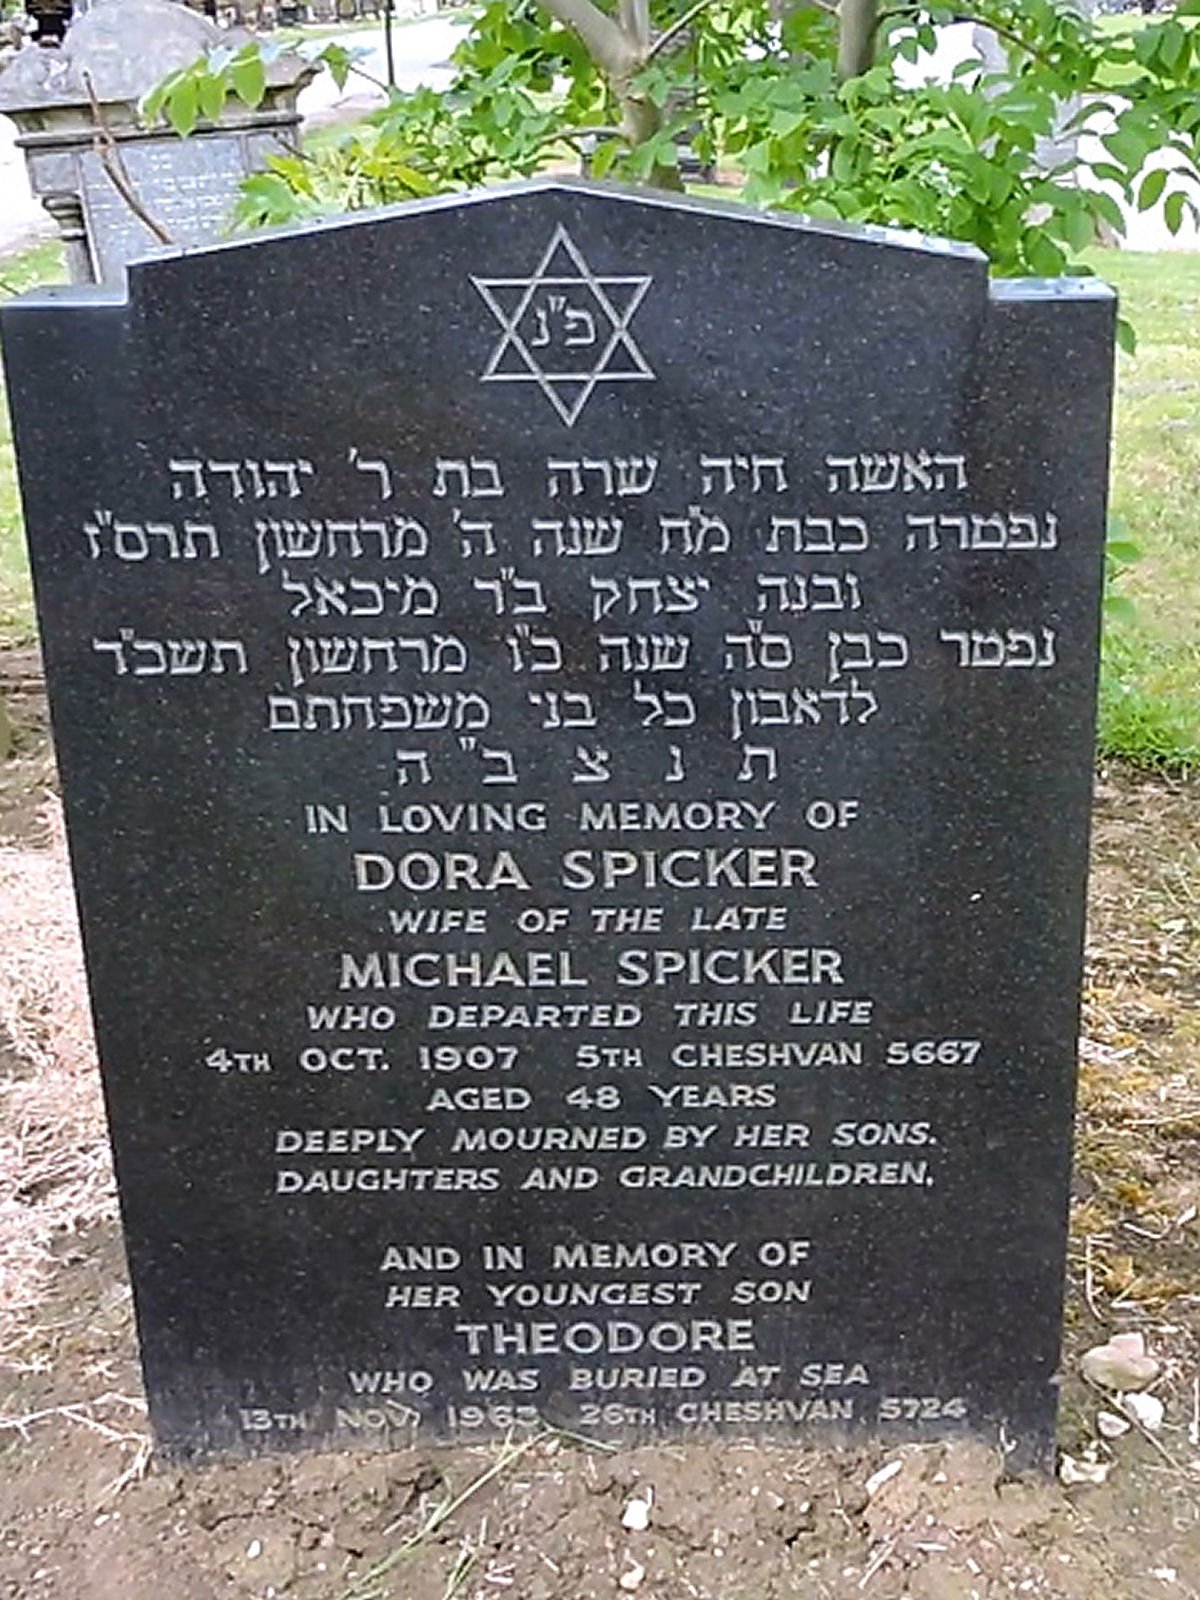 פ"נ
האשה חיה שרה בת ר' יהודה
נפטרה כבת מ"ח שנה ה' מרחשון תרס"ז
ובנה יצחק ב"ר מיכאל
נפטר כבן ס"ה שנה כ"ו מרחשון תשכ"ד
לדאבון כל בני משפחתם
ת נ צ ב" ה
IN LOVING MEMORY OF
DORA SPICKER
WIFE OF THE LATE
MICHAEL SPICKER
WHO DEPARTED THIS LIFE
4TH OCT. 1907 5TH CHESHVAN 5667
AGED 48 YEARS
DEEPLY MOURNED BY HER SONS.
DAUGHTERS AND GRANDCHILDREN.
AND IN MEMORY OF
HER YOUNGEST SON
THEODORE
WHO WAS BURIED AT SEA
13TH NOV. 1963 26TH CHESHVAN 5724